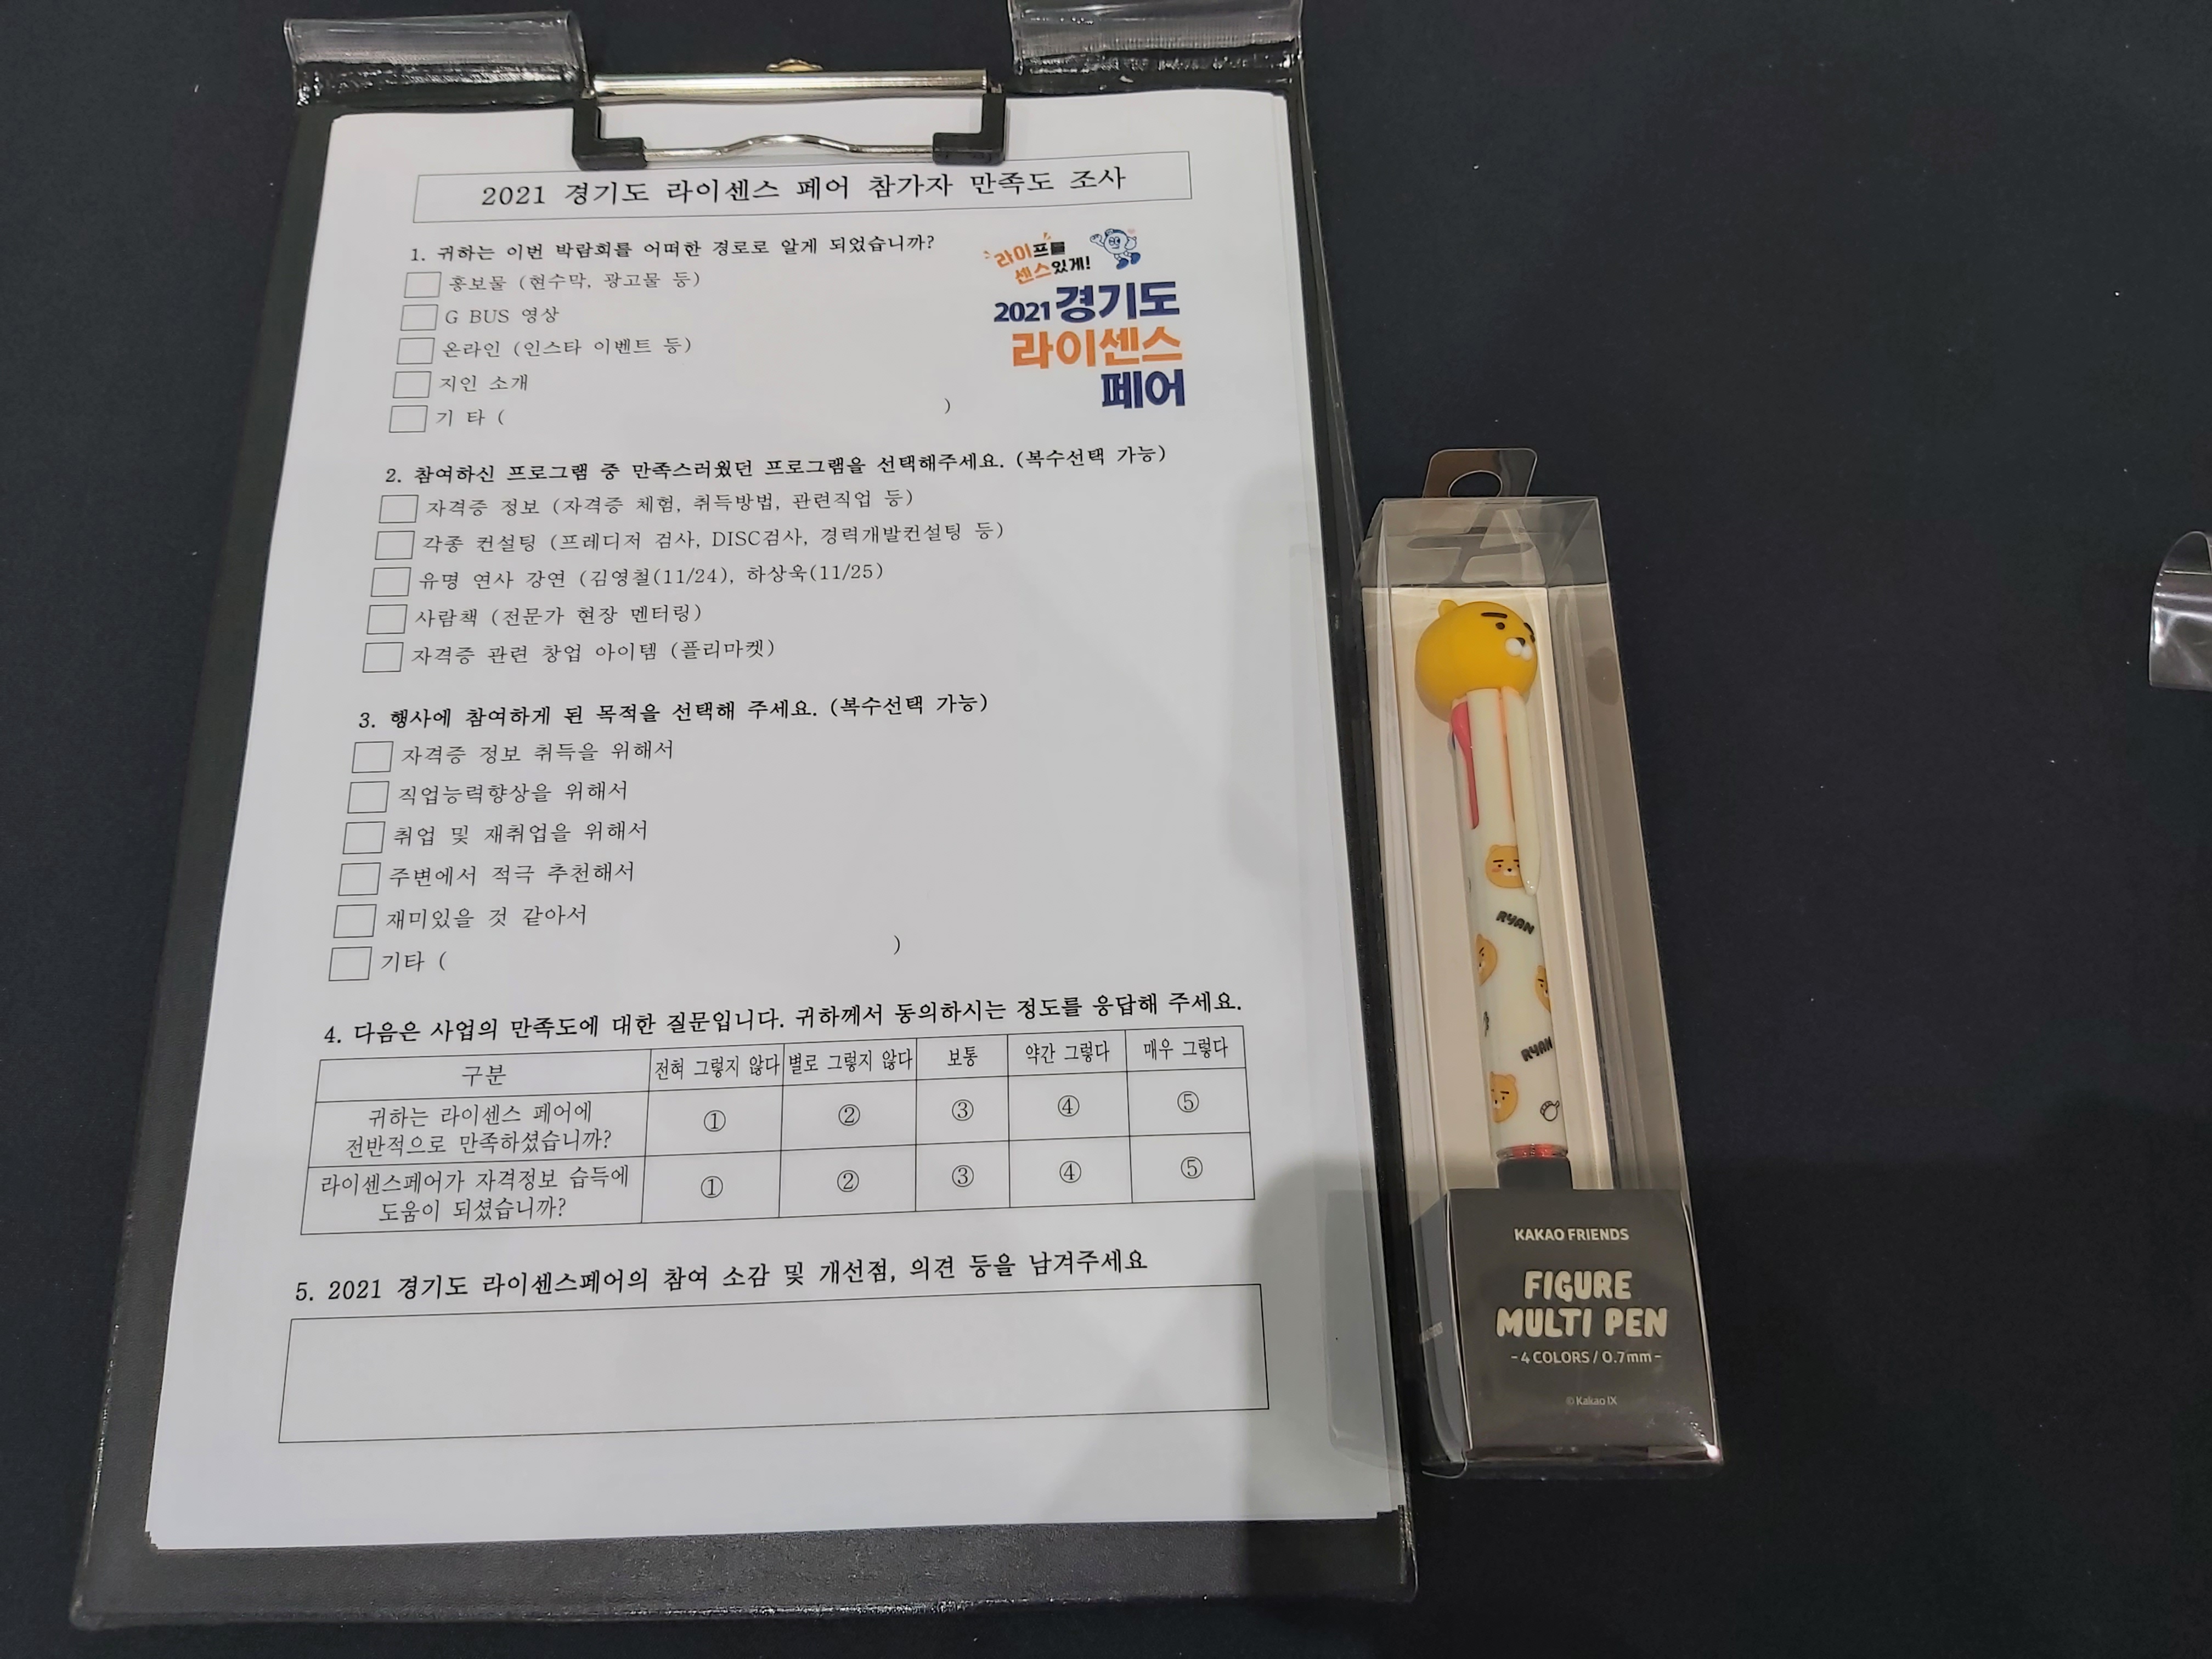 2021 경기도 라이센스 페어 참가자 만족도 조사
1. 귀하는 이번 박람회를 어떠한 경로로 알게 되었습니까?
홍보물 (현수막, 광고물 등)
G BUS 영상
온라인 (인스타 이벤트 등)
지인 소개
기 타 ( )
라이프를
센스있게!
2021 경기도
라이센스
페어
2. 참여하신 프로그램 중 만족스러웠던 프로그램을 선택해주세요. (복수선택 가능)
자격증 정보 (자격증 체험, 취득방법, 관련직업 등)
각종 컨설팅 (프레디저 검사, DISC검사, 경력개발컨설팅 등)
유명 연사 강연 (김영철(11/24), 하상욱(11/25)
사람책 (전문가 현장 멘터링)
자격증 관련 창업 아이템 (플리마켓)
3. 행사에 참여하게 된 목적을 선택해 주세요. (복수선택 가능)
자격증 정보 취득을 위해서
직업능력향상을 위해서
취업 및 재취업을 위해서
주변에서 적극 추천해서
재미있을 것 같아서
기타 ( )
4. 다음은 사업의 만족도에 대한 질문입니다. 귀하께서 동의하시는 정도를 응답해 주세요.
구분 전혀 그렇지 않다 별로 그렇지 않다 보통 약간 그렇다 매우 그렇다
귀하는 라이센스 페어에
전반적으로 만족하셨습니까? ① ② ③ ④ ⑤
라이센스페어가 자격정보 습득에
도움이 되셨습니까? ① ② ③ ④ ⑤
5. 2021 경기도 라이센스페어의 참여 소감 및 개선점, 의견 등을 남겨주세요
RYAN
RYAN
KAKAO FRIENDS
FIGURE
MULTI PEN
- 4 COLORS / 0.7mm -
© Kakao IX